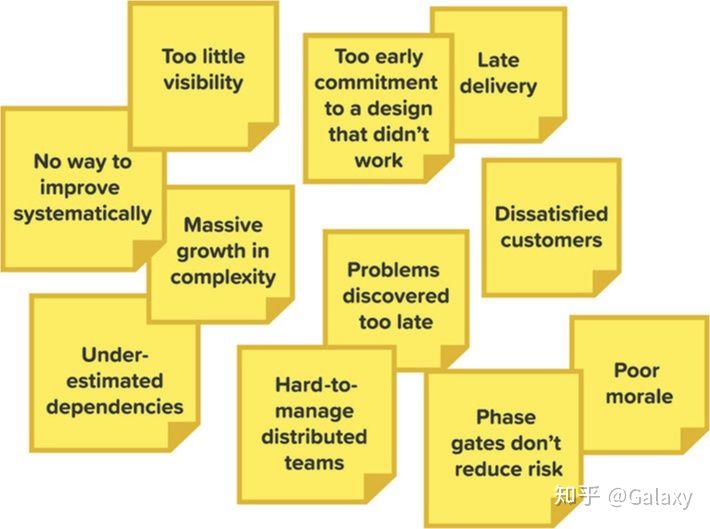 Too little
visibility
Too early
commitment
to a design
that didn't
work
Late
delivery
No way to
improve
systematically
Massive
growth in
complexity
Dissatisfied
customers
Problems
discovered
too late
Under-
estimated
dependencies
Hard-to-
manage
distributed
teams
Phase
gates don't
reduce risk
Poor
morale
知乎 @Galaxy